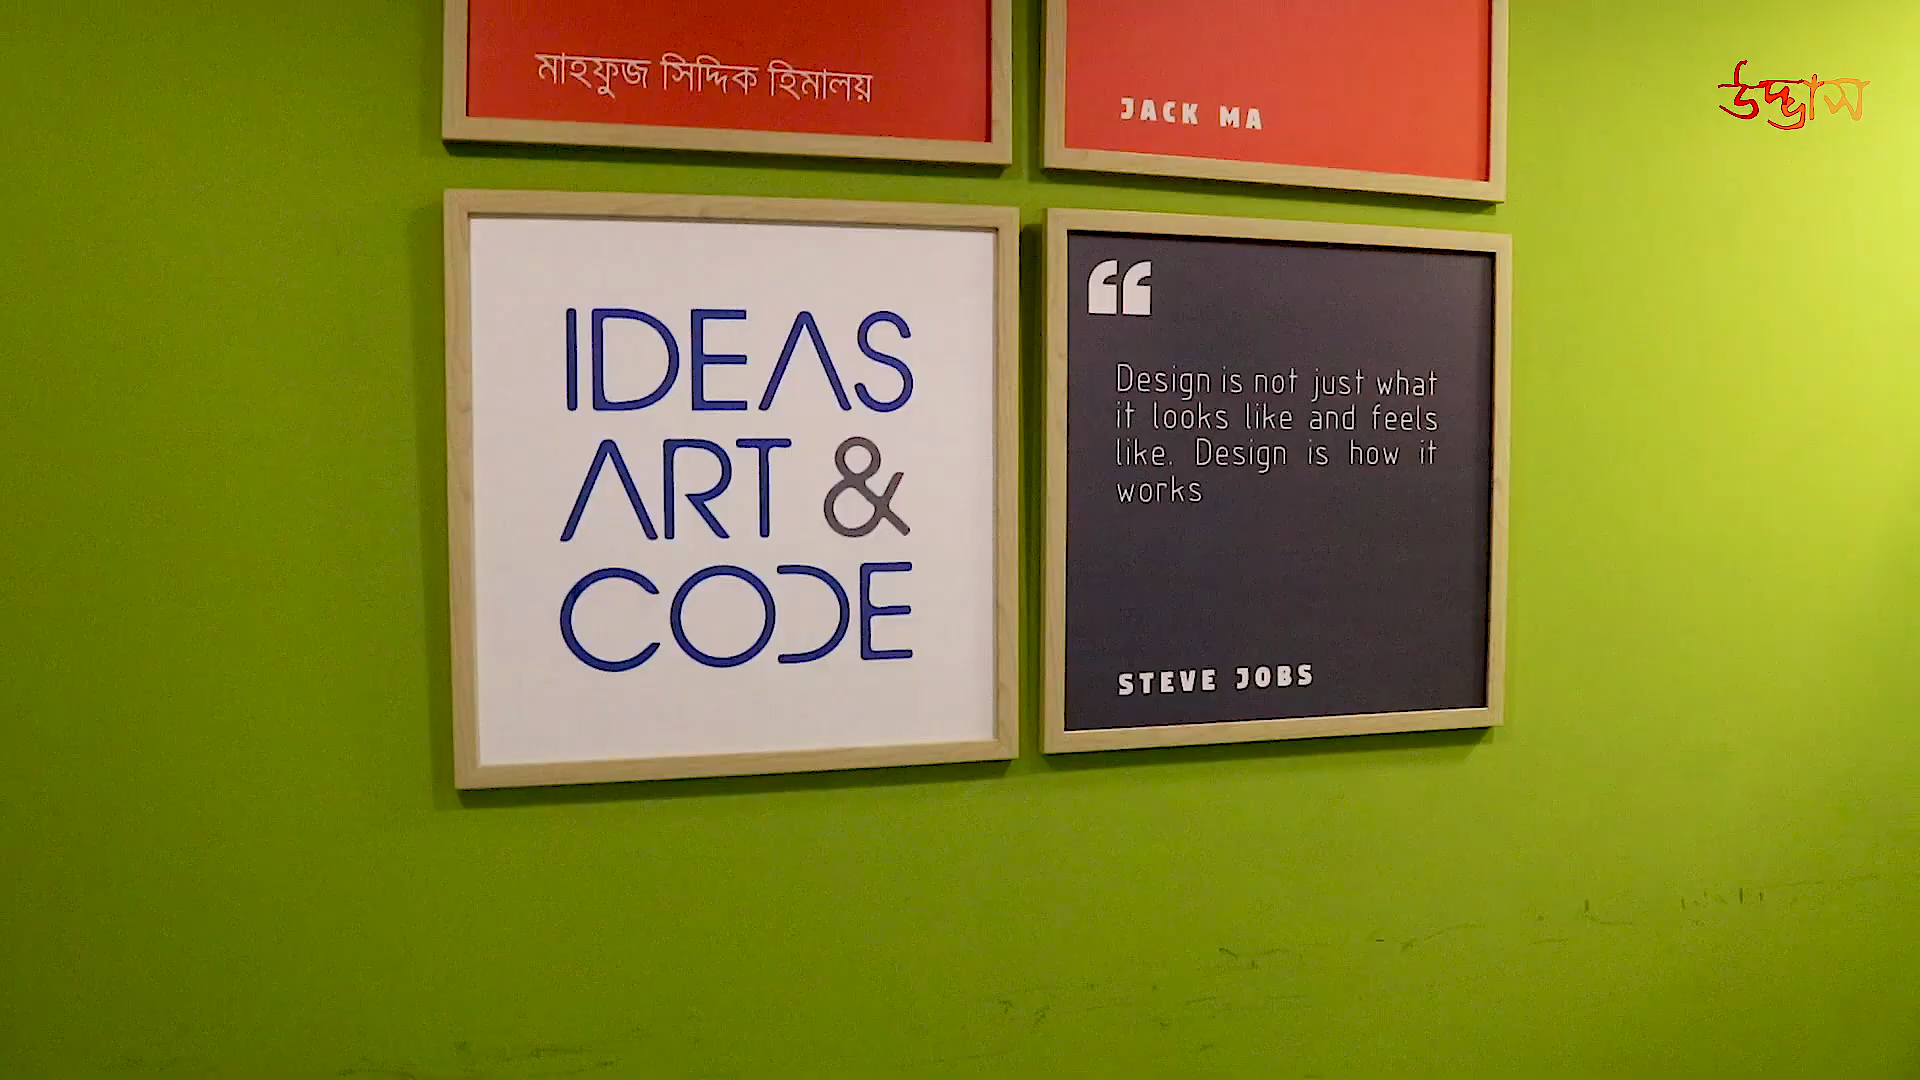 মাহফুজ সিদ্দিক হিমালয়
JACK MA
উদ্ভাস
IDEAS
ART &
CODE
“
Design is not just what
it looks like and feels
like. Design is how it
works
STEVE JOBS